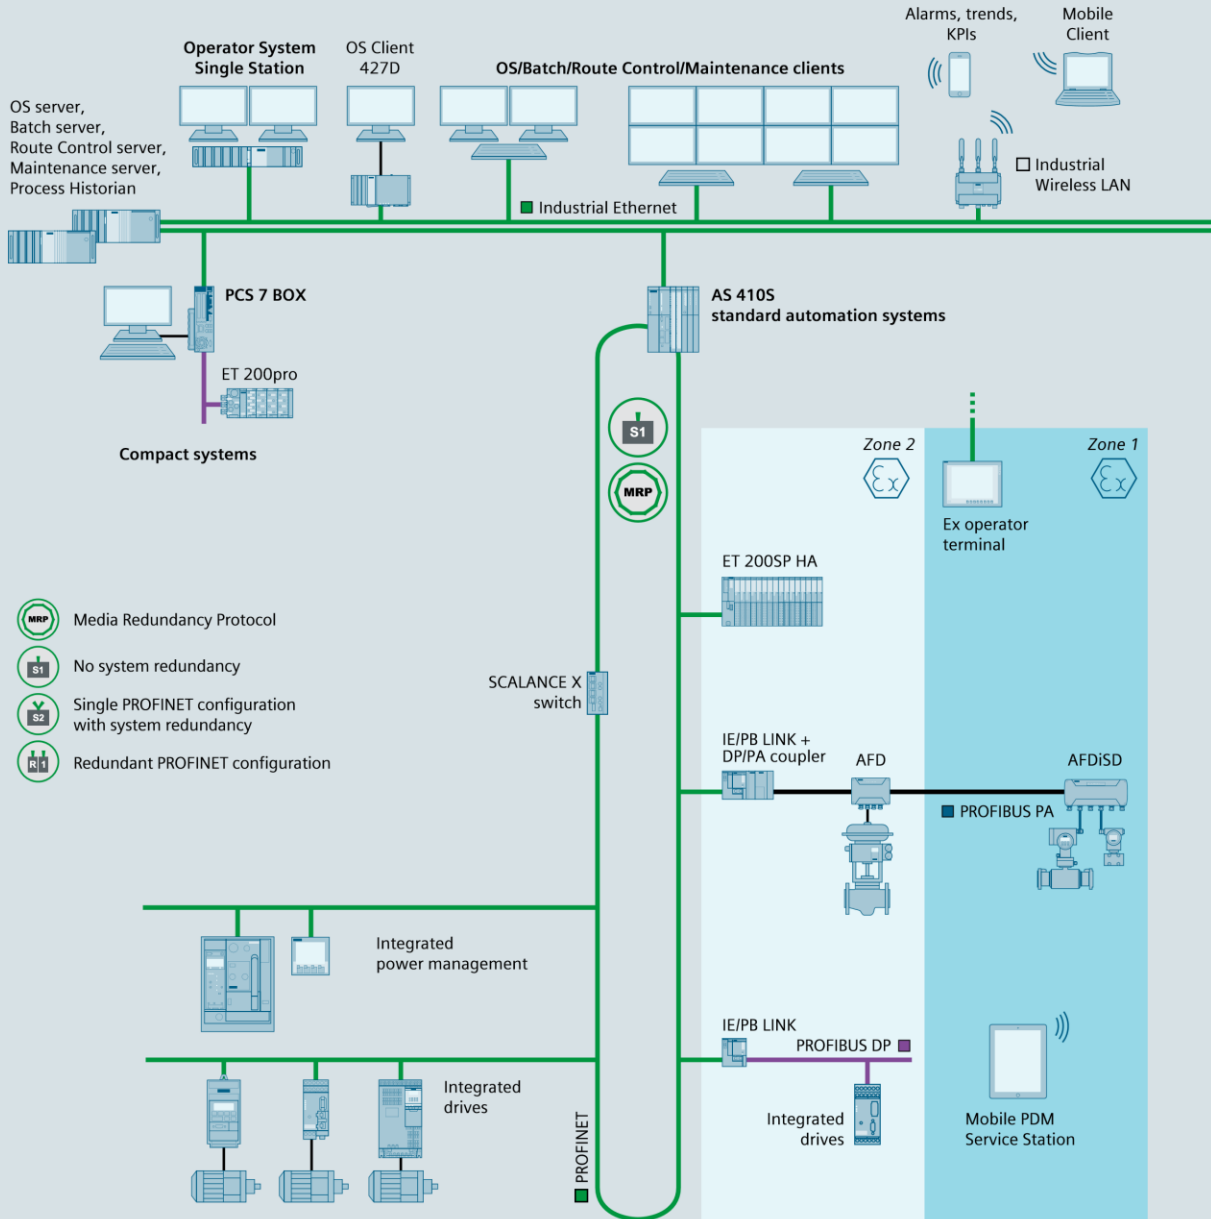 Alarms, trends,
KPIs
Mobile
Client
Operator System
Single Station
OS Client
427D
OS/Batch/Route Control/Maintenance clients
OS server,
Batch server,
Route Control server,
Maintenance server,
Process Historian
Industrial
Wireless LAN
Industrial Ethernet
PCS 7 BOX
AS 410S
standard automation systems
ET 200pro
Compact systems
S1
MRP
Zone 2
Ex
Zone 1
Ex
Ex operator
terminal
ET 200SP HA
MRP
Media Redundancy Protocol
S1
No system redundancy
S2
Single PROFINET configuration
with system redundancy
R 1
Redundant PROFINET configuration
SCALANCE X
switch
IE/PB LINK +
DP/PA coupler
AFD
AFDiSD
PROFIBUS PA
Integrated
power management
IE/PB LINK
PROFIBUS DP
Integrated
drives
Integrated
drives
Mobile PDM
Service Station
PROFINET